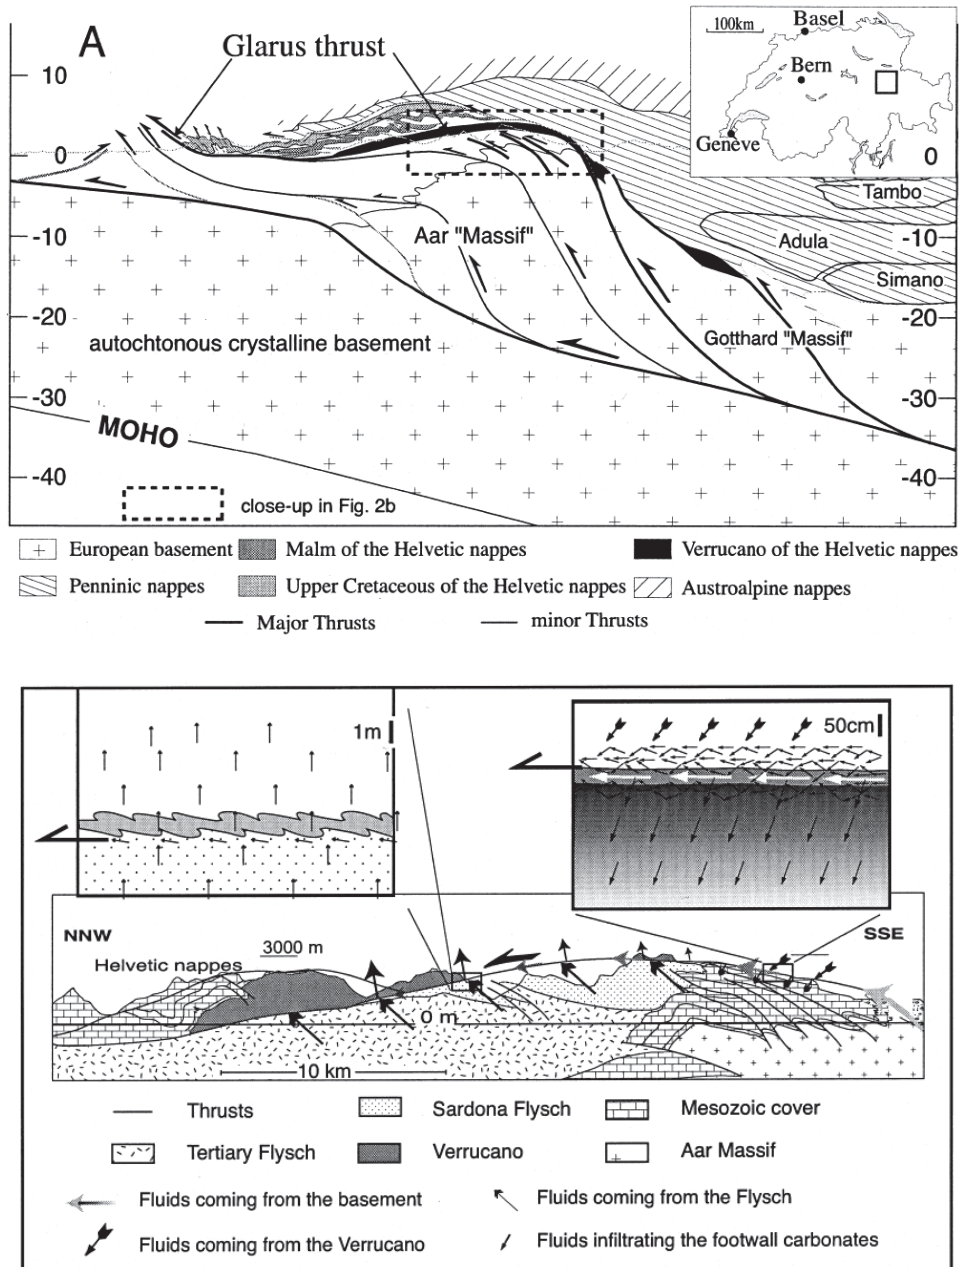 A
Glarus thrust
100km
Basel
Bern
Genève
0
10
0
-10
-20
-30
-40
Tambo
Adula
-10
Simano
-20
-30
-40
Aar "Massif"
Gotthard "Massif"
autochtonous crystalline basement
MOHO
close-up in Fig. 2b
European basement
Malm of the Helvetic nappes
Verrucano of the Helvetic nappes
Penninic nappes
Upper Cretaceous of the Helvetic nappes
Austroalpine nappes
Major Thrusts
minor Thrusts
1m
50cm
NNW
SSE
3000 m
Helvetic nappes
0 m
10 km
Thrusts
Sardona Flysch
Mesozoic cover
Tertiary Flysch
Verrucano
Aar Massif
Fluids coming from the basement
Fluids coming from the Flysch
Fluids coming from the Verrucano
Fluids infiltrating the footwall carbonates